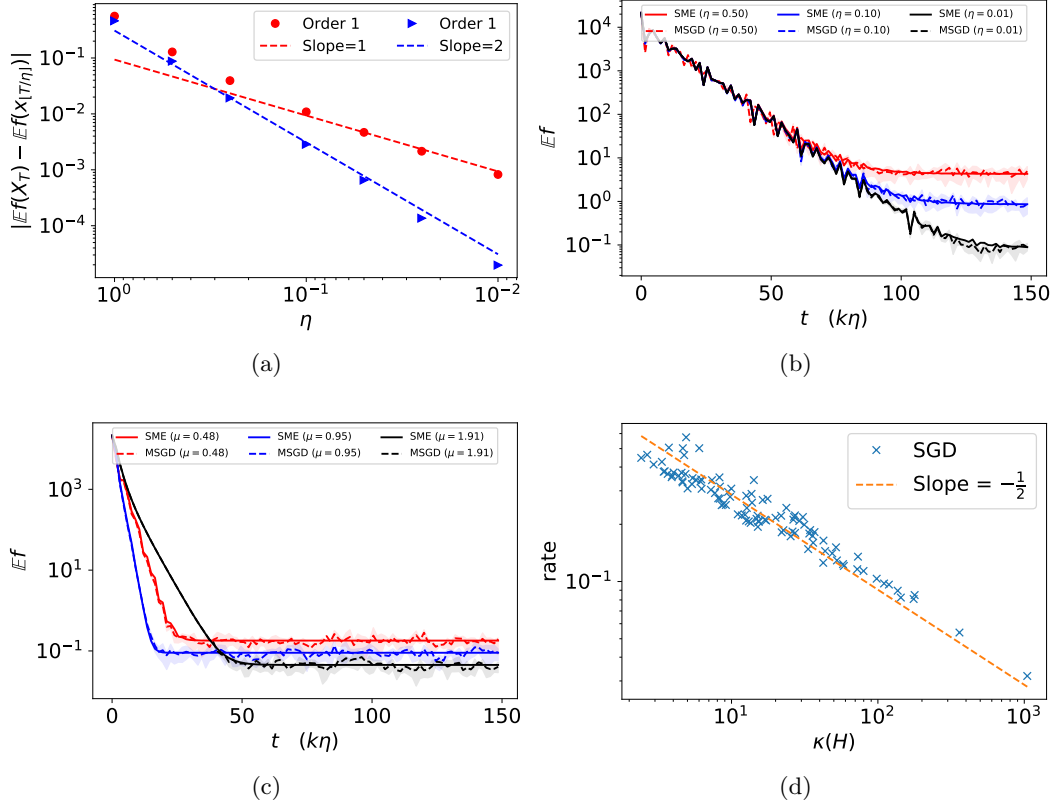 Order 1
Order 1
Slope=1
Slope=2
|𝔼f(X_T) − 𝔼f(x_{⌊T/η⌋})|
10^{-1}
10^{-2}
10^{-3}
10^{-4}
10^0
10^{-1}
10^{-2}
η
(a)
SME (η = 0.50)
SME (η = 0.10)
SME (η = 0.01)
MSGD (η = 0.50)
MSGD (η = 0.10)
MSGD (η = 0.01)
𝔼f
10^4
10^3
10^2
10^1
10^0
10^{-1}
0
50
100
150
t (kη)
(b)
SME (μ = 0.48)
SME (μ = 0.95)
SME (μ = 1.91)
MSGD (μ = 0.48)
MSGD (μ = 0.95)
MSGD (μ = 1.91)
𝔼f
10^3
10^1
10^{-1}
0
50
100
150
t (kη)
(c)
SGD
Slope = −1/2
rate
10^{-1}
10^1
10^2
10^3
κ(H)
(d)